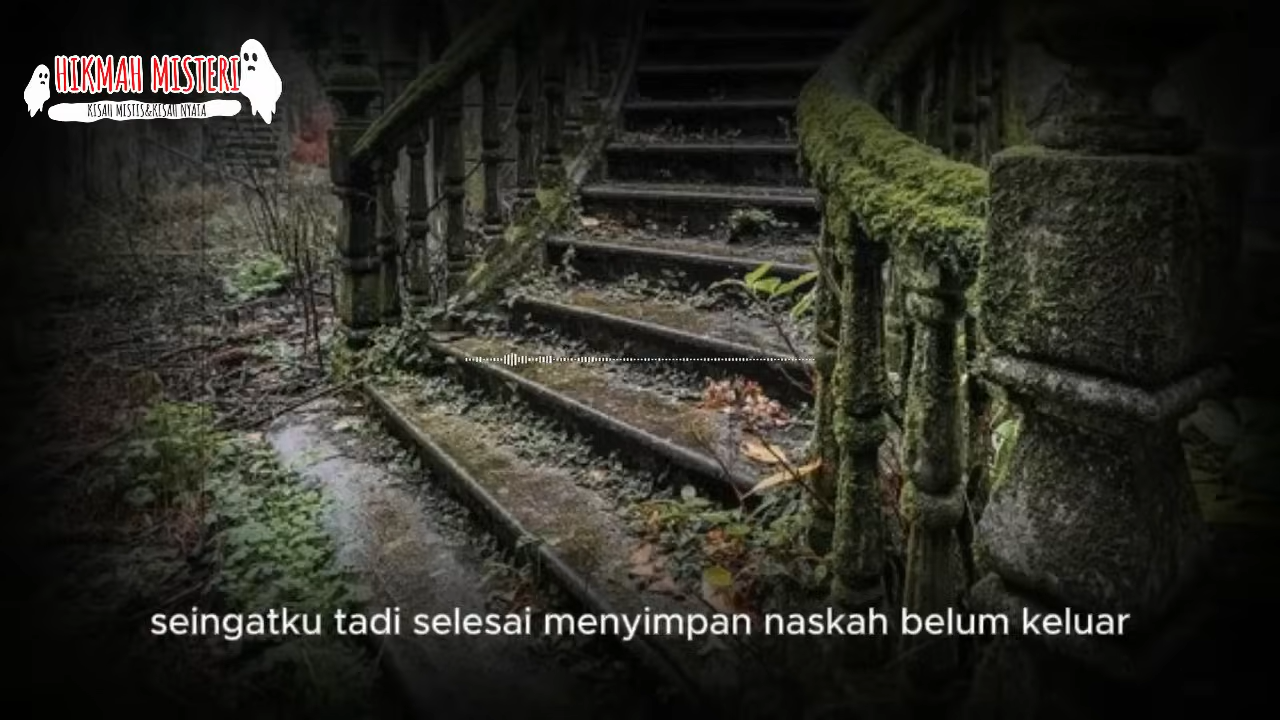 HIKMAH MISTERI
KISAH MISTIS&KISAH NYATA
seingatku tadi selesai menyimpan naskah belum keluar